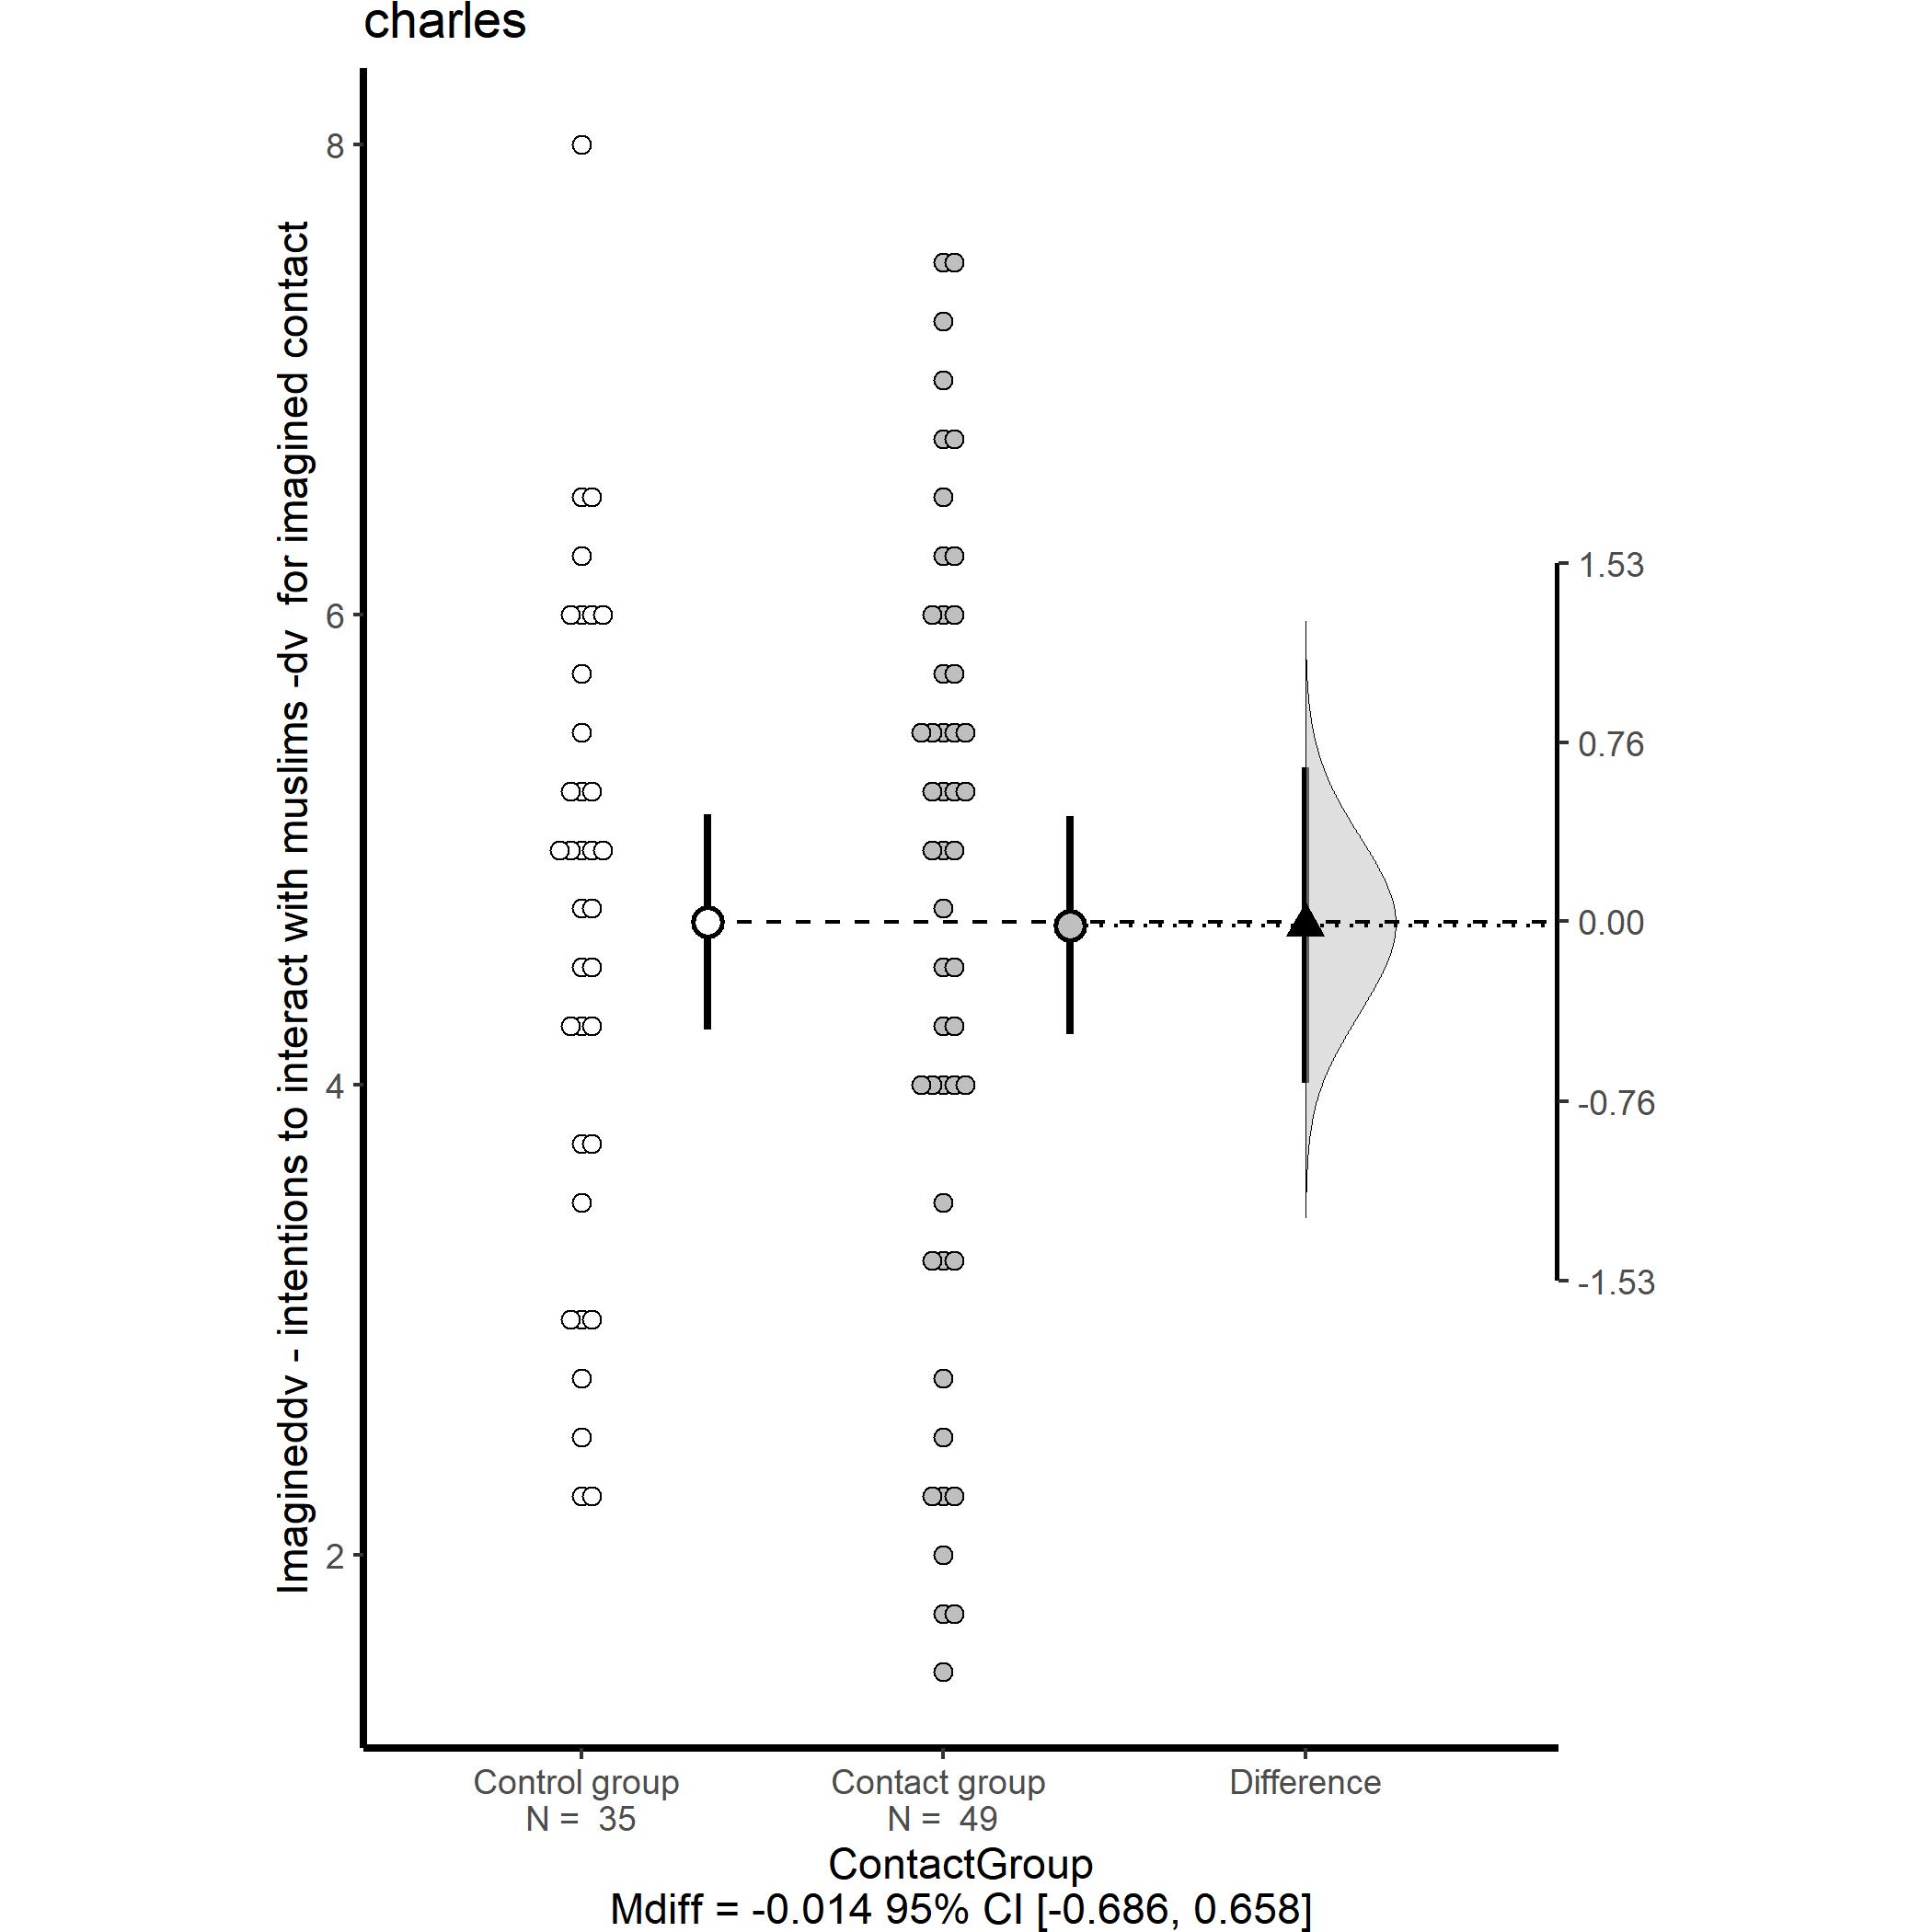 charles
Imagineddv - intentions to interact with muslims -dv  for imagined contact
8
6
4
2
1.53
0.76
0.00
-0.76
-1.53
Control group
N =  35
Contact group
N =  49
Difference
ContactGroup
Mdiff = -0.014 95% CI [-0.686, 0.658]